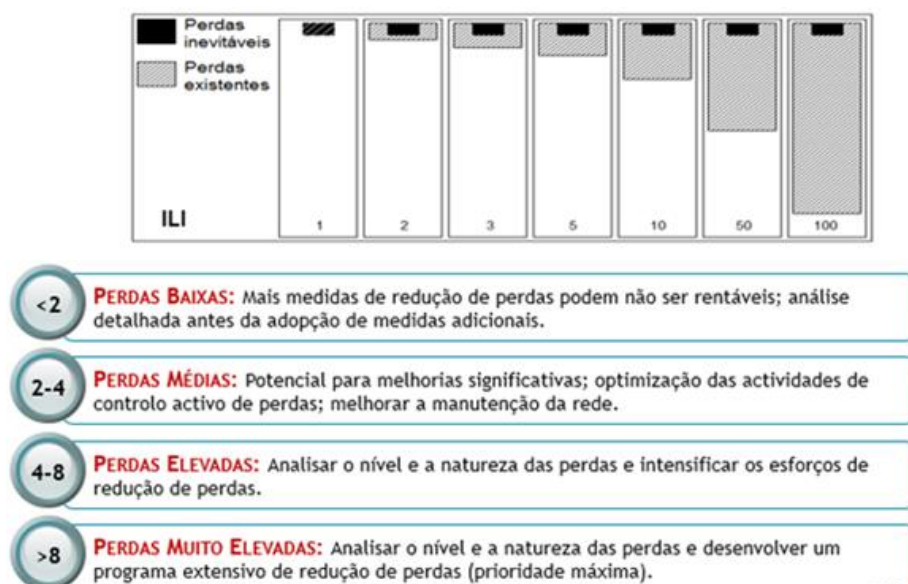 Perdas
inevitáveis
Perdas
existentes
ILI
1
2
3
5
10
50
100
<2
PERDAS BAIXAS: Mais medidas de redução de perdas podem não ser rentáveis; análise
detalhada antes da adopção de medidas adicionais.
2-4
PERDAS MÉDIAS: Potencial para melhorias significativas; optimização das actividades de
controlo activo de perdas; melhorar a manutenção da rede.
4-8
PERDAS ELEVADAS: Analisar o nível e a natureza das perdas e intensificar os esforços de
redução de perdas.
>8
PERDAS MUITO ELEVADAS: Analisar o nível e a natureza das perdas e desenvolver um
programa extensivo de redução de perdas (prioridade máxima).